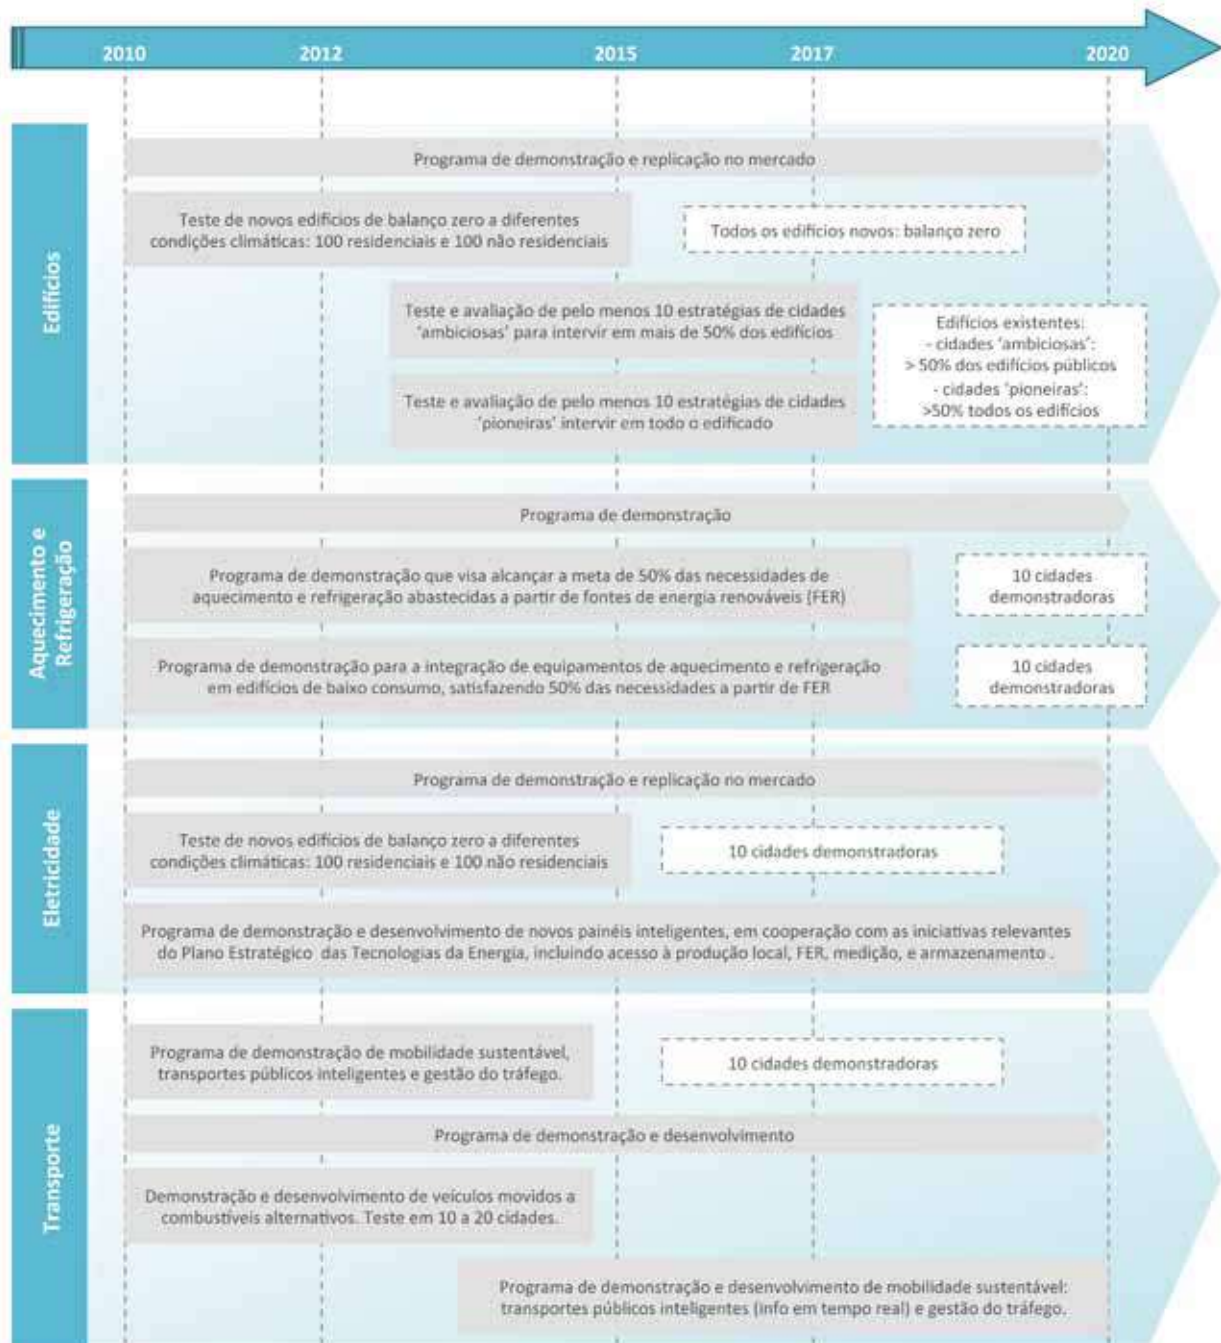 2010 2012 2015 2017 2020
Edifícios
Programa de demonstração e replicação no mercado
Teste de novos edifícios de balanço zero a diferentes
condições climáticas: 100 residenciais e 100 não residenciais
Todos os edifícios novos: balanço zero
Teste e avaliação de pelo menos 10 estratégias de cidades
'ambiciosas' para intervir em mais de 50% dos edifícios
Teste e avaliação de pelo menos 10 estratégias de cidades
'pioneiras' intervir em todo o edificado
Edifícios existentes:
- cidades 'ambiciosas':
> 50% dos edifícios públicos
- cidades 'pioneiras':
>50% todos os edifícios
Aquecimento e
Refrigeração
Programa de demonstração
Programa de demonstração que visa alcançar a meta de 50% das necessidades de
aquecimento e refrigeração abastecidas a partir de fontes de energia renováveis (FER)
10 cidades
demonstradoras
Programa de demonstração para a integração de equipamentos de aquecimento e refrigeração
em edifícios de baixo consumo, satisfazendo 50% das necessidades a partir de FER
10 cidades
demonstradoras
Eletricidade
Programa de demonstração e replicação no mercado
Teste de novos edifícios de balanço zero a diferentes
condições climáticas: 100 residenciais e 100 não residenciais
10 cidades demonstradoras
Programa de demonstração e desenvolvimento de novos painéis inteligentes, em cooperação com as iniciativas relevantes
do Plano Estratégico das Tecnologias da Energia, incluindo acesso à produção local, FER, medição, e armazenamento .
Transporte
Programa de demonstração de mobilidade sustentável,
transportes públicos inteligentes e gestão do tráfego.
10 cidades demonstradoras
Programa de demonstração e desenvolvimento
Demonstração e desenvolvimento de veículos movidos a
combustíveis alternativos. Teste em 10 a 20 cidades.
Programa de demonstração e desenvolvimento de mobilidade sustentável:
transportes públicos inteligentes (info em tempo real) e gestão do tráfego.